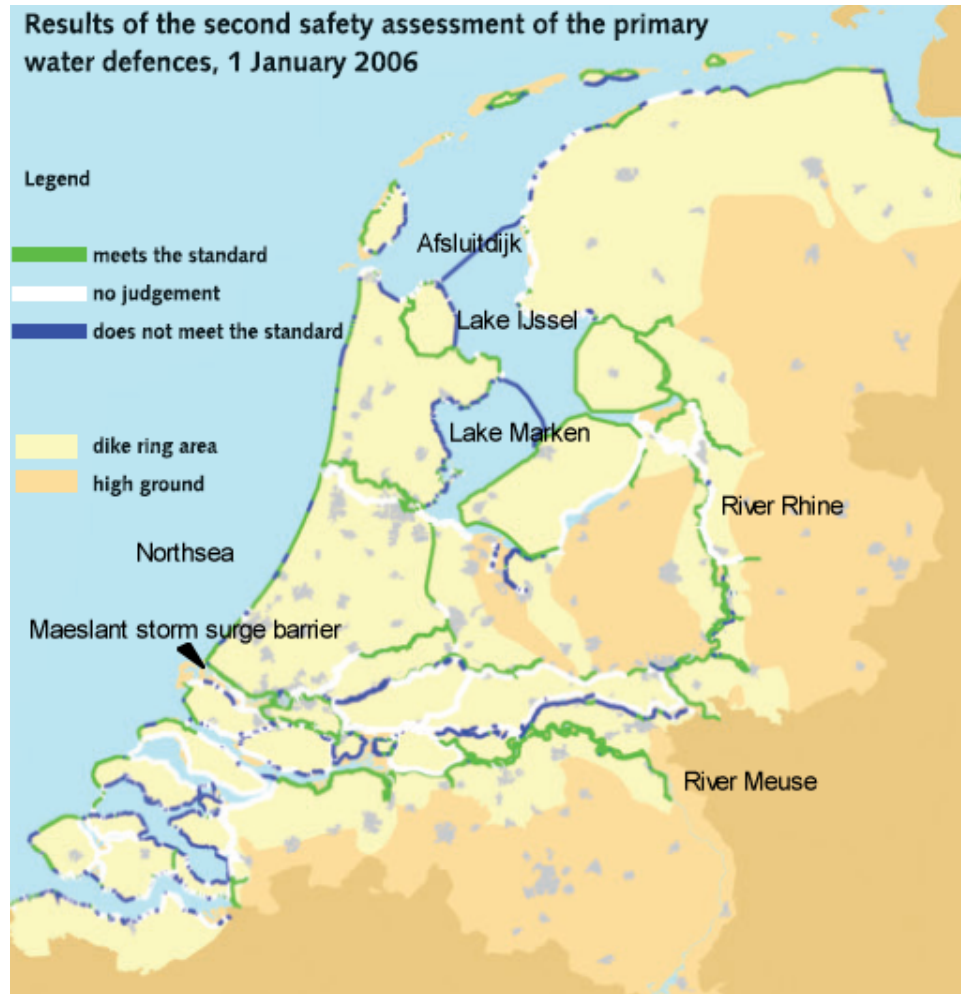 Results of the second safety assessment of the primary
water defences, 1 January 2006
Legend
meets the standard
no judgement
does not meet the standard
dike ring area
high ground
Afsluitdijk
Lake IJssel
Lake Marken
River Rhine
Northsea
Maeslant storm surge barrier
River Meuse